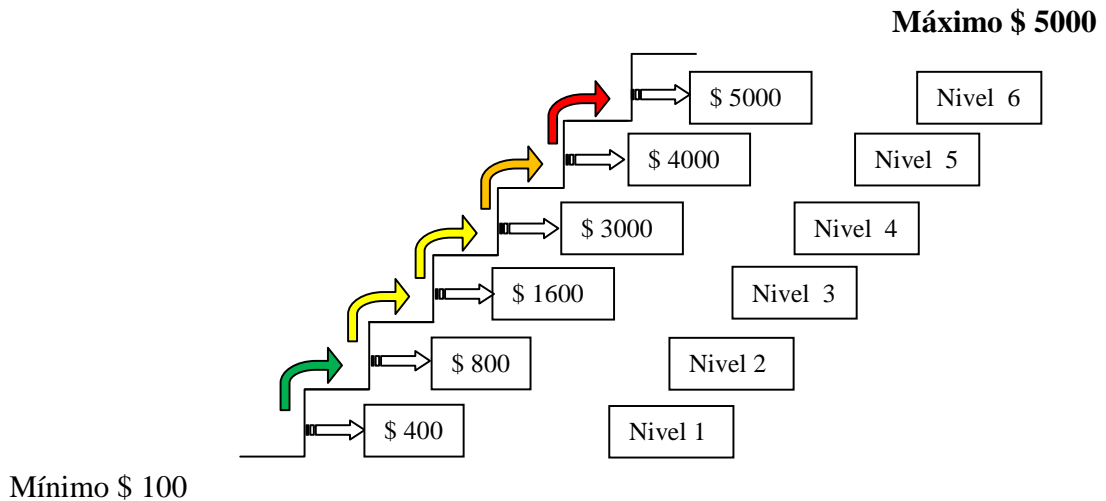 Máximo $ 5000
$ 5000 Nivel 6
$ 4000 Nivel 5
$ 3000 Nivel 4
$ 1600 Nivel 3
$ 800 Nivel 2
$ 400 Nivel 1
Mínimo $ 100